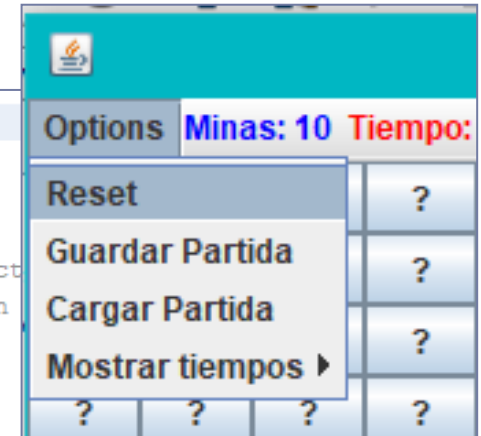 Options Minas: 10 Tiempo:
Reset
?
Guardar Partida
?
Cargar Partida
?
Mostrar tiempos
? ? ? ?